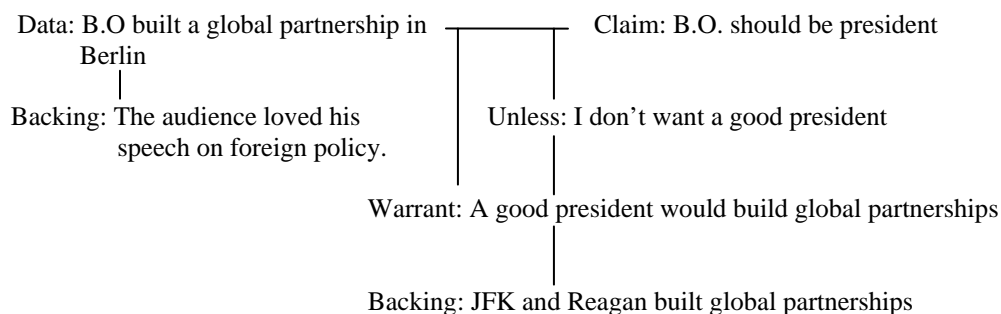 Data: B.O built a global partnership in Berlin
Claim: B.O. should be president
Backing: The audience loved his speech on foreign policy.
Unless: I don’t want a good president
Warrant: A good president would build global partnerships
Backing: JFK and Reagan built global partnerships